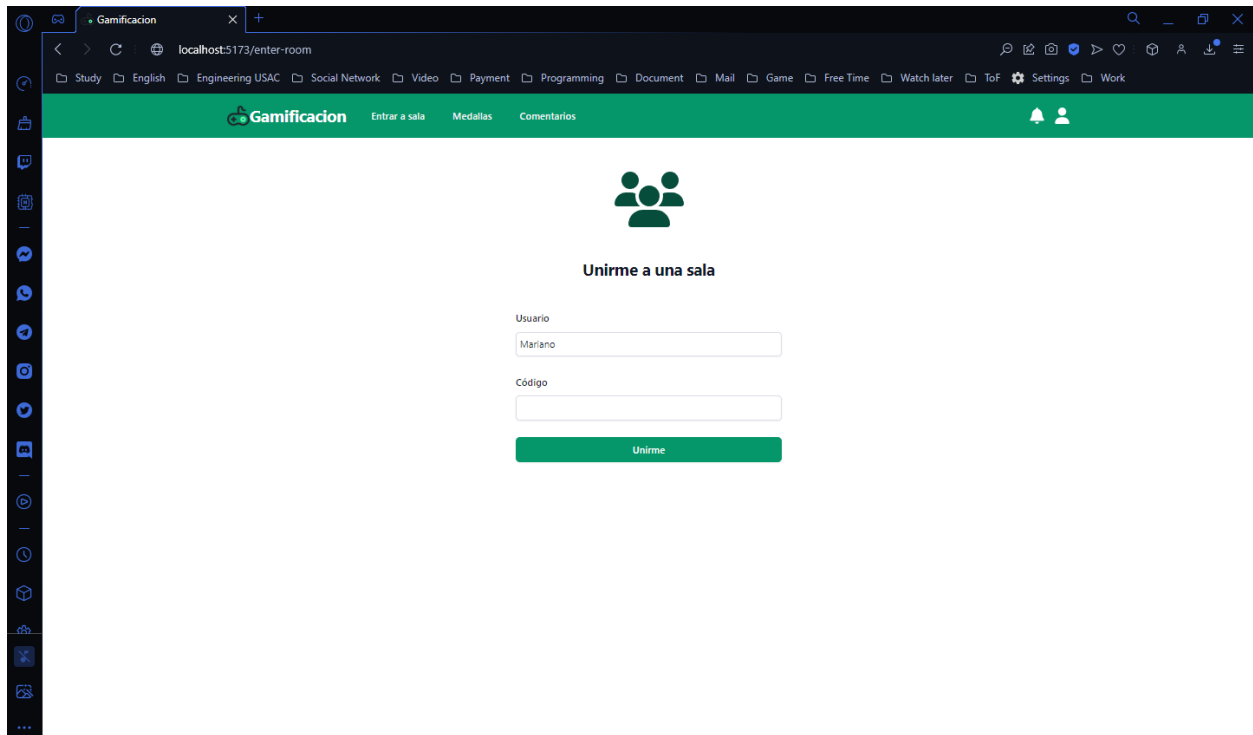 Gamificacion
localhost:5173/enter-room
Study English Engineering USAC Social Network Video Payment Programming Document Mail Game Free Time Watch later ToF Settings Work
Gamificacion Entrar a sala Medallas Comentarios
Unirme a una sala
Usuario
Mariano
Código
Unirme